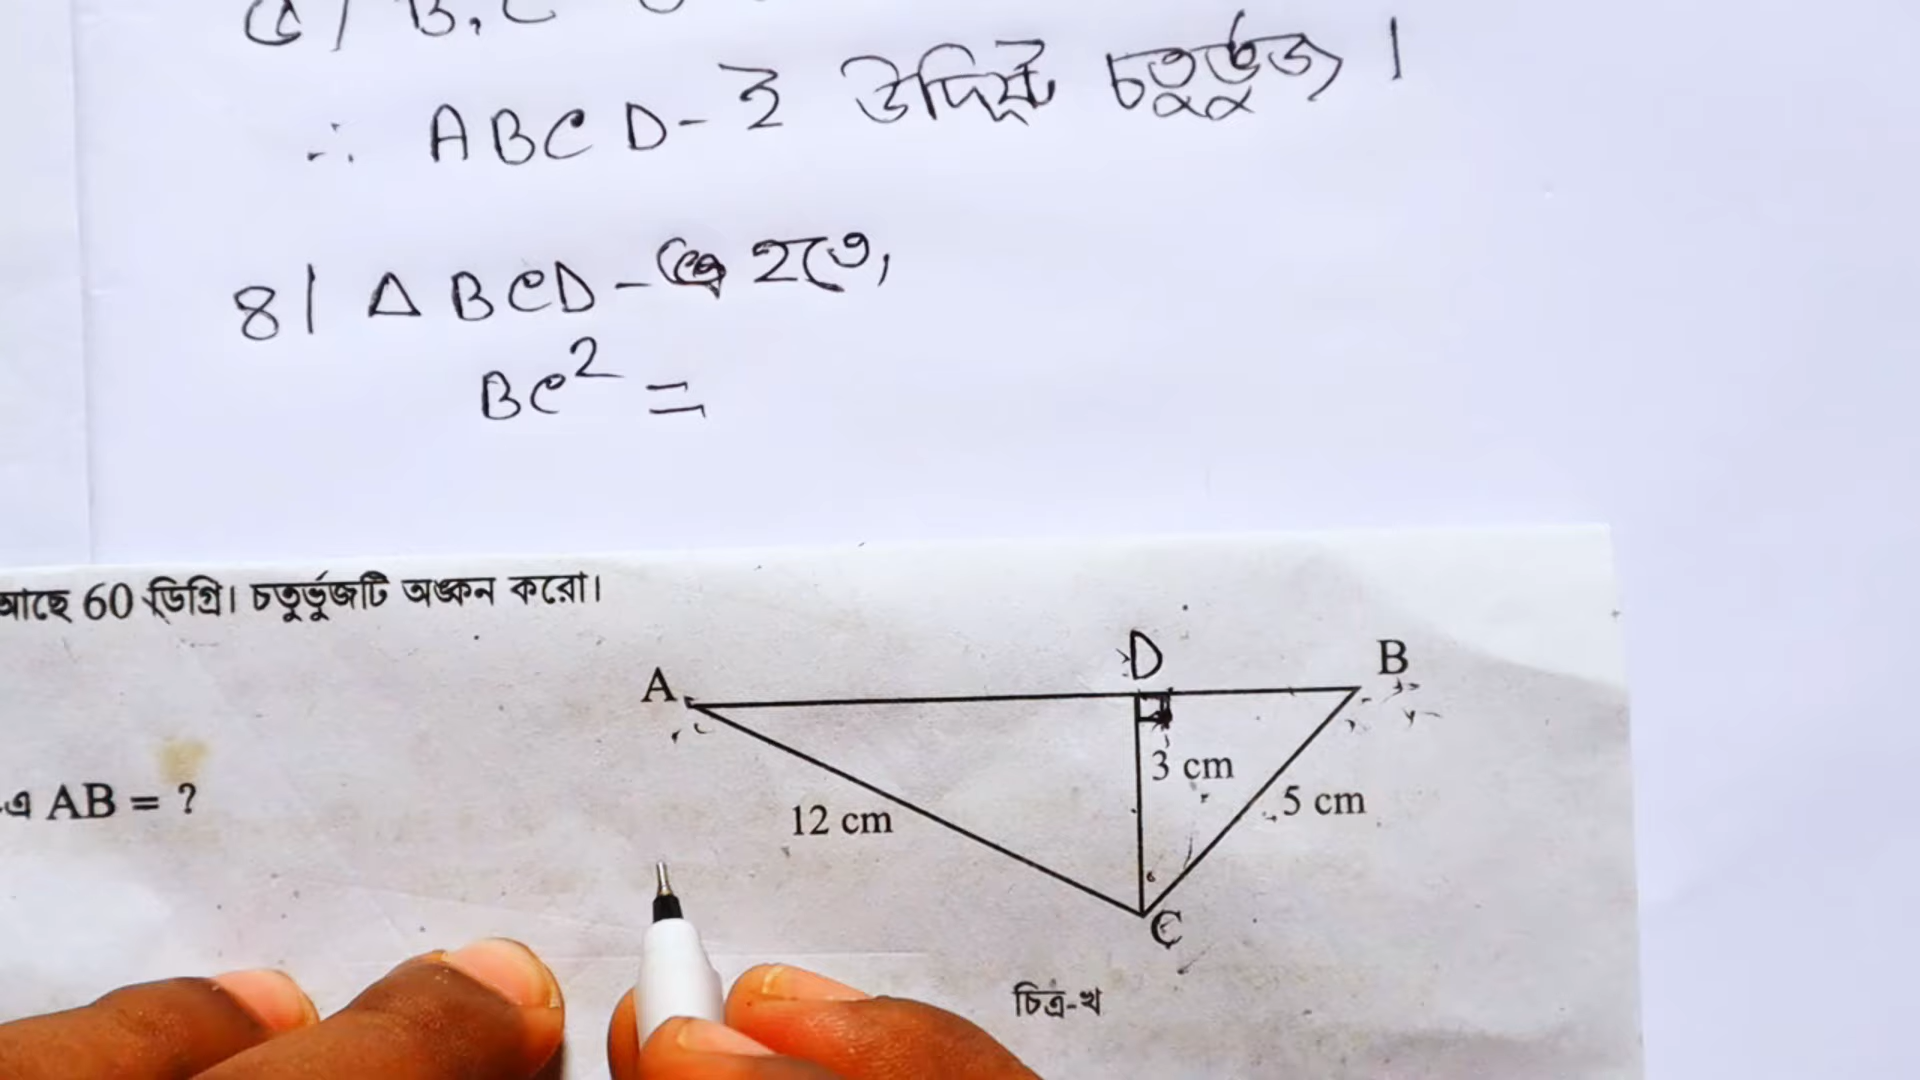 ∴ ABCD-ই উদ্দিষ্ট চতুর্ভুজ।
৪। Δ BCD- হতে,
BC² =
আছে 60 ডিগ্রি। চতুর্ভুজটি অঙ্কন করো।
D
B
A
3 cm
-এ AB = ?
5 cm
12 cm
C
চিত্র-খ